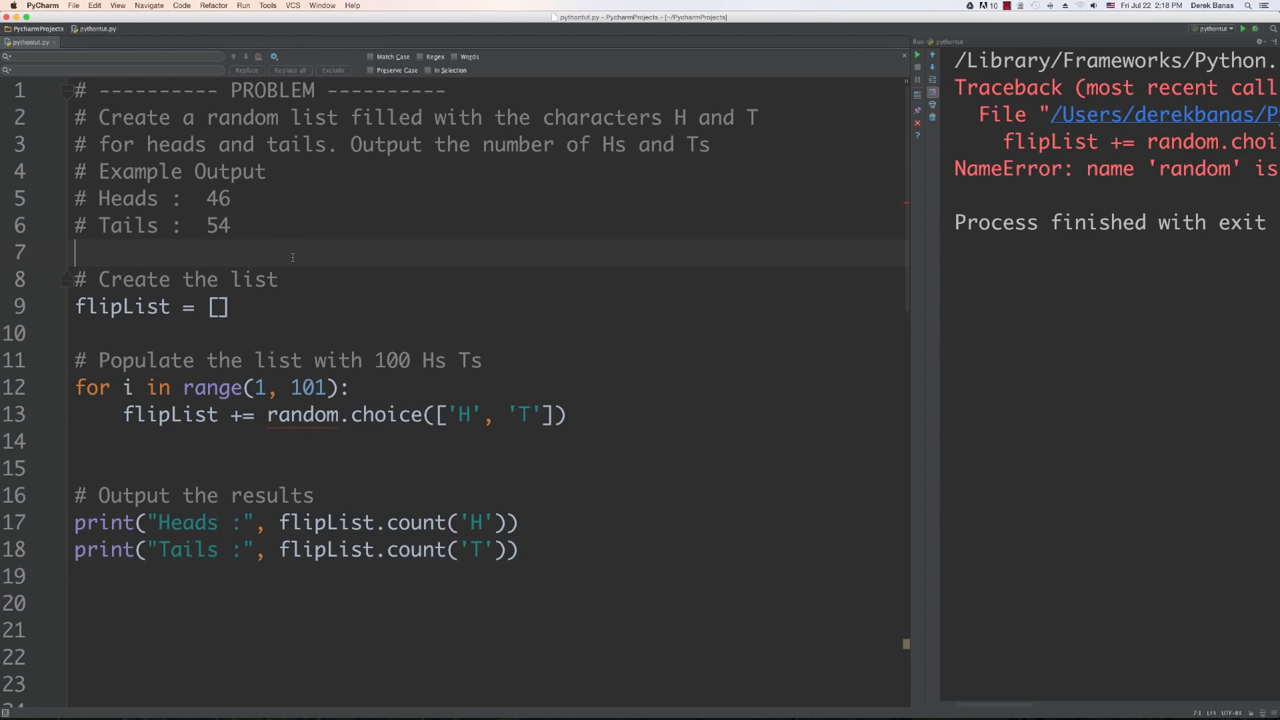 PyCharm File Edit View Navigate Code Refactor Run Tools VCS Window Help 10 Fri Jul 22 2:18 PM Derek Banas
pythontut.py - PycharmProjects - [~/PycharmProjects]
PycharmProjects pythontut.py pythontut
pythontut.py Run: pythontut
Match Case Regex Words
Replace Replace all Exclude Preserve Case In Selection
1 # ---------- PROBLEM ----------
2 # Create a random list filled with the characters H and T
3 # for heads and tails. Output the number of Hs and Ts
4 # Example Output
5 # Heads :  46
6 # Tails :  54
7
8 # Create the list
9 flipList = []
10
11 # Populate the list with 100 Hs Ts
12 for i in range(1, 101):
13     flipList += random.choice(['H', 'T'])
14
15
16 # Output the results
17 print("Heads :", flipList.count('H'))
18 print("Tails :", flipList.count('T'))
19
20
21
22
23
/Library/Frameworks/Python.
Traceback (most recent call
File "/Users/derekbanas/P
flipList += random.choi
NameError: name 'random' is
Process finished with exit
7:1 LF÷ UTF-8÷